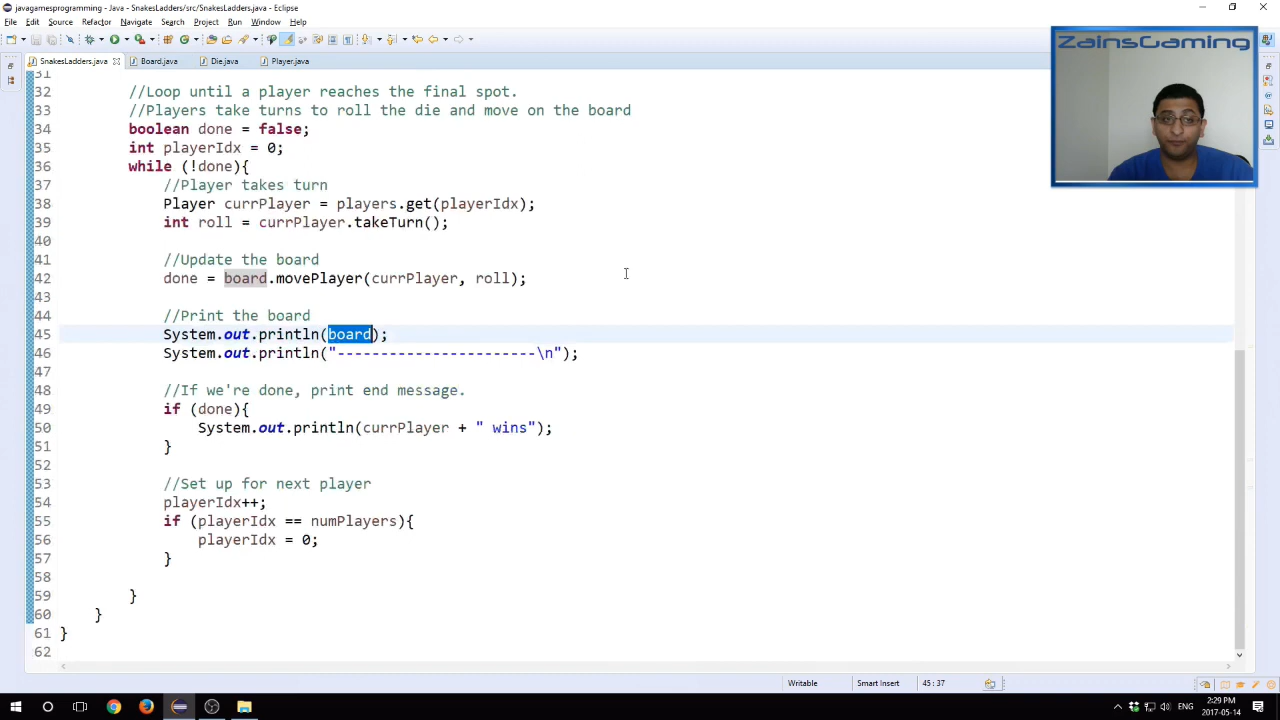 javagamesprogramming - Java - SnakesLadders/src/SnakesLadders.java - Eclipse
File Edit Source Refactor Navigate Search Project Run Window Help
SnakesLadders.java Board.java Die.java Player.java
ZainsGaming
31
32 //Loop until a player reaches the final spot.
33 //Players take turns to roll the die and move on the board
34 boolean done = false;
35 int playerIdx = 0;
36 while (!done){
37 //Player takes turn
38 Player currPlayer = players.get(playerIdx);
39 int roll = currPlayer.takeTurn();
40
41 //Update the board
42 done = board.movePlayer(currPlayer, roll);
43
44 //Print the board
45 System.out.println(board);
46 System.out.println("-----------------------\n");
47
48 //If we're done, print end message.
49 if (done){
50 System.out.println(currPlayer + " wins");
51 }
52
53 //Set up for next player
54 playerIdx++;
55 if (playerIdx == numPlayers){
56 playerIdx = 0;
57 }
58
59 }
60 }
61 }
62
Writable Smart Insert 45 : 37
ENG 2:29 PM
2017-05-14